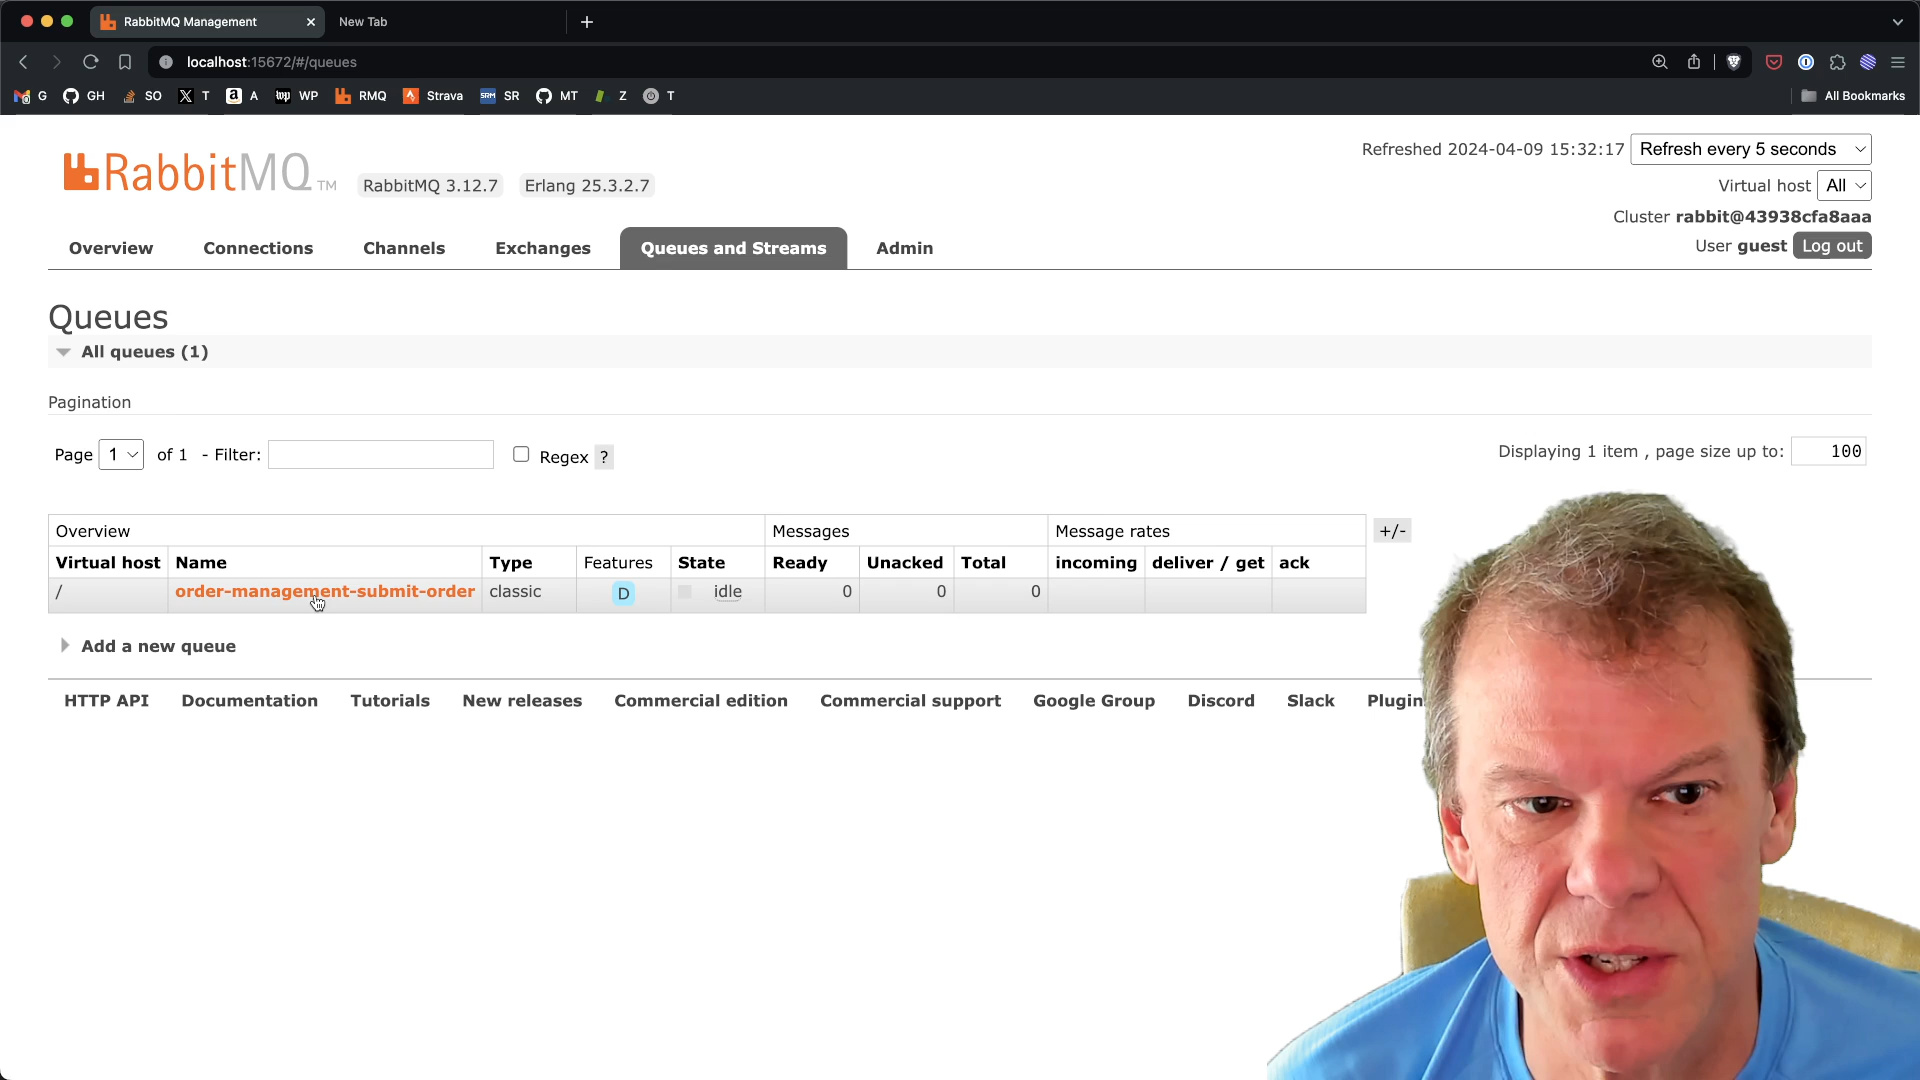 RabbitMQ Management
New Tab
localhost:15672/#/queues
G GH SO T A WP RMQ Strava SR MT Z T All Bookmarks
RabbitMQ TM RabbitMQ 3.12.7 Erlang 25.3.2.7
Refreshed 2024-04-09 15:32:17 Refresh every 5 seconds
Virtual host All
Cluster rabbit@43938cfa8aaa
User guest Log out
Overview Connections Channels Exchanges Queues and Streams Admin
Queues
All queues (1)
Pagination
Page 1 of 1 - Filter: Regex ? Displaying 1 item , page size up to: 100
Overview Messages Message rates +/-
Virtual host Name Type Features State Ready Unacked Total incoming deliver / get ack
/ order-management-submit-order classic D idle 0 0 0
Add a new queue
HTTP API Documentation Tutorials New releases Commercial edition Commercial support Google Group Discord Slack Plugin